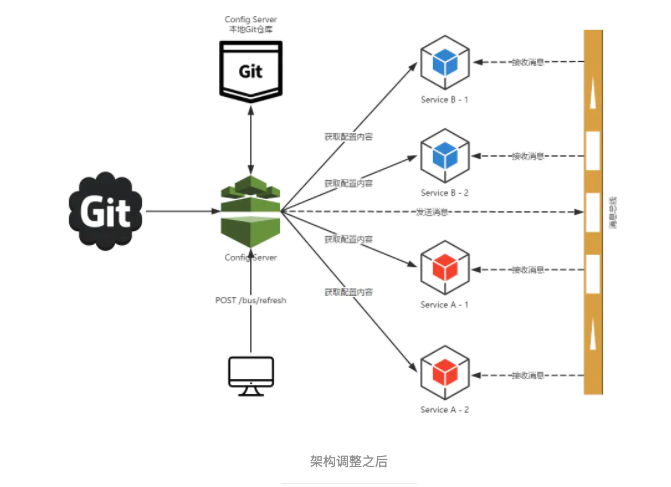 Config Server
本地Git仓库
Git
接收消息
Service B - 1
获取配置内容
接收消息
获取配置内容
Service B - 2
Git
发送消息
消息总线
获取配置内容
Config Server
接收消息
获取配置内容
POST /bus/refresh
Service A - 1
接收消息
Service A - 2
架构调整之后